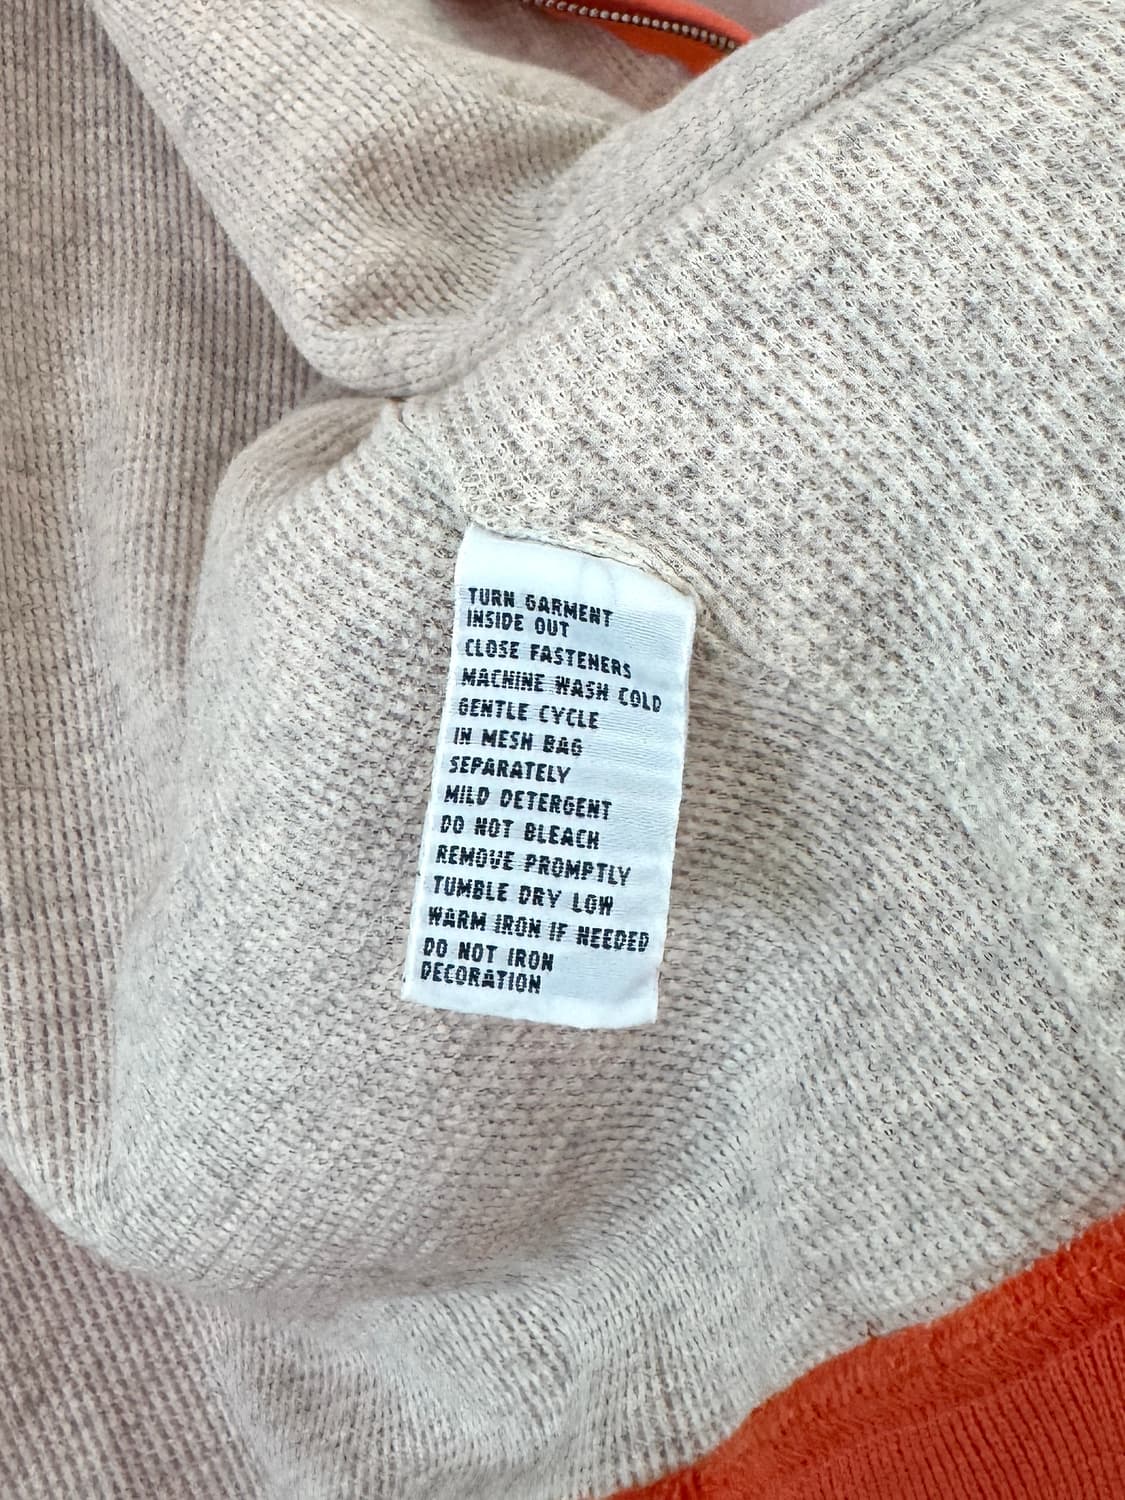 TURN GARMENT
INSIDE OUT
CLOSE FASTENERS
MACHINE WASH COLD
GENTLE CYCLE
IN MESH BAG
SEPARATELY
MILD DETERGENT
DO NOT BLEACH
REMOVE PROMPTLY
TUMBLE DRY LOW
WARM IRON IF NEEDED
DO NOT IRON
DECORATION